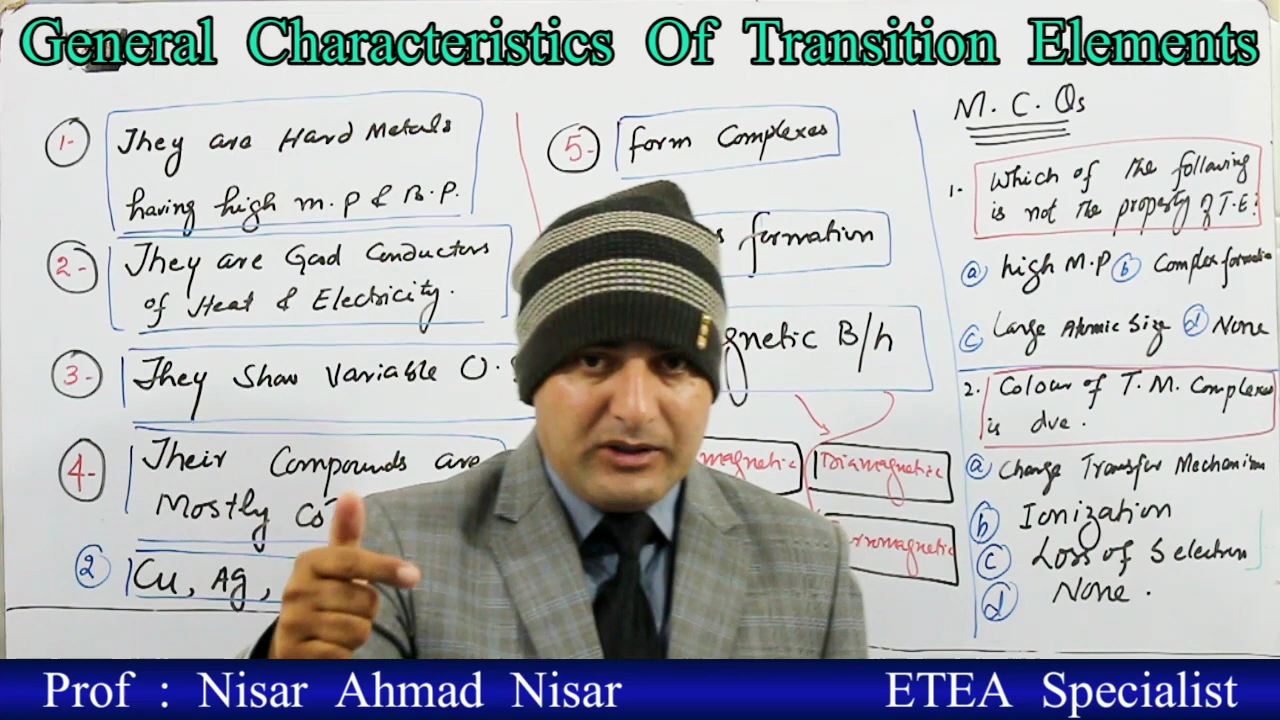 General Characteristics Of Transition Elements
1- They are Hard Metals
having high m.p & B.P.
2- They are Good Conductors
of Heat & Electricity.
3- They Show Variable O.
4- Their Compounds are
Mostly
2 Cu, Ag,
5- form Complexes
formation
gnetic B/h
magnetic
Diamagnetic
romagnetic
M.C.Qs
1. Which of the following
is not the property of T.E?
a high M.P b Complex formation
c Large Atomic Size d None
2. Colour of T.M. Complexes
is due.
a Charge Transfer Mechanism
b Ionization
c Loss of S electron
d None.
Prof : Nisar Ahmad Nisar
ETEA Specialist